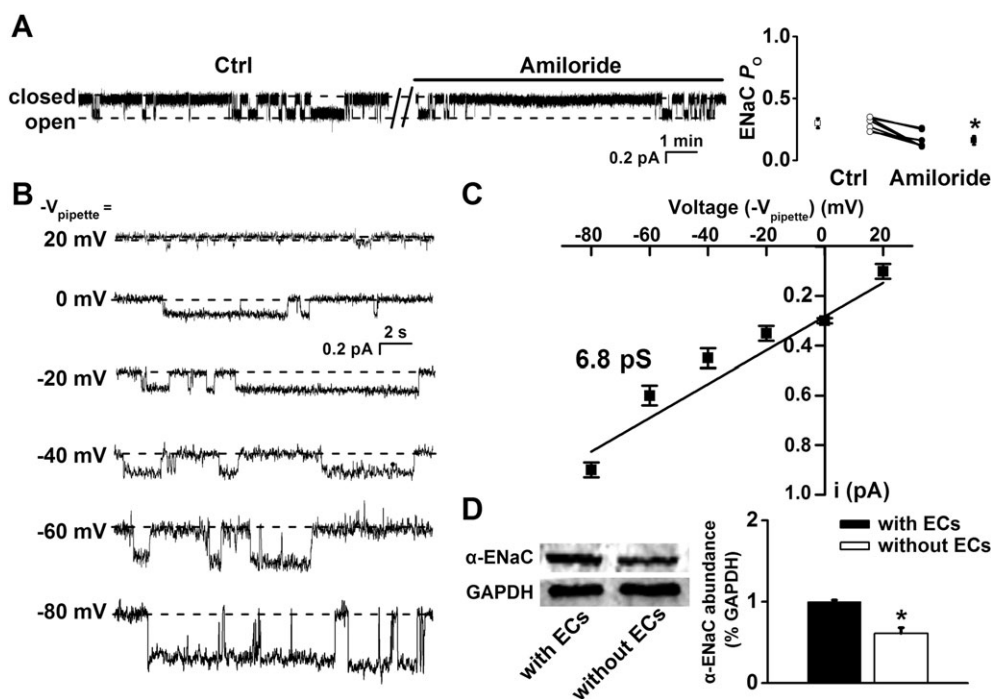 A
Ctrl
Amiloride
closed
open
1 min
0.2 pA
ENaC PO
1.0
0.5
0.0
*
Ctrl Amiloride
B
-Vpipette =
20 mV
0 mV
2 s
0.2 pA
-20 mV
-40 mV
-60 mV
-80 mV
C
Voltage (-Vpipette) (mV)
-80 -60 -40 -20 0 20
0.2
0.4
0.6
0.8
1.0
6.8 pS
i (pA)
D
α-ENaC
GAPDH
with ECs
without ECs
α-ENaC abundance
(% GAPDH)
2
1
0
*
with ECs
without ECs